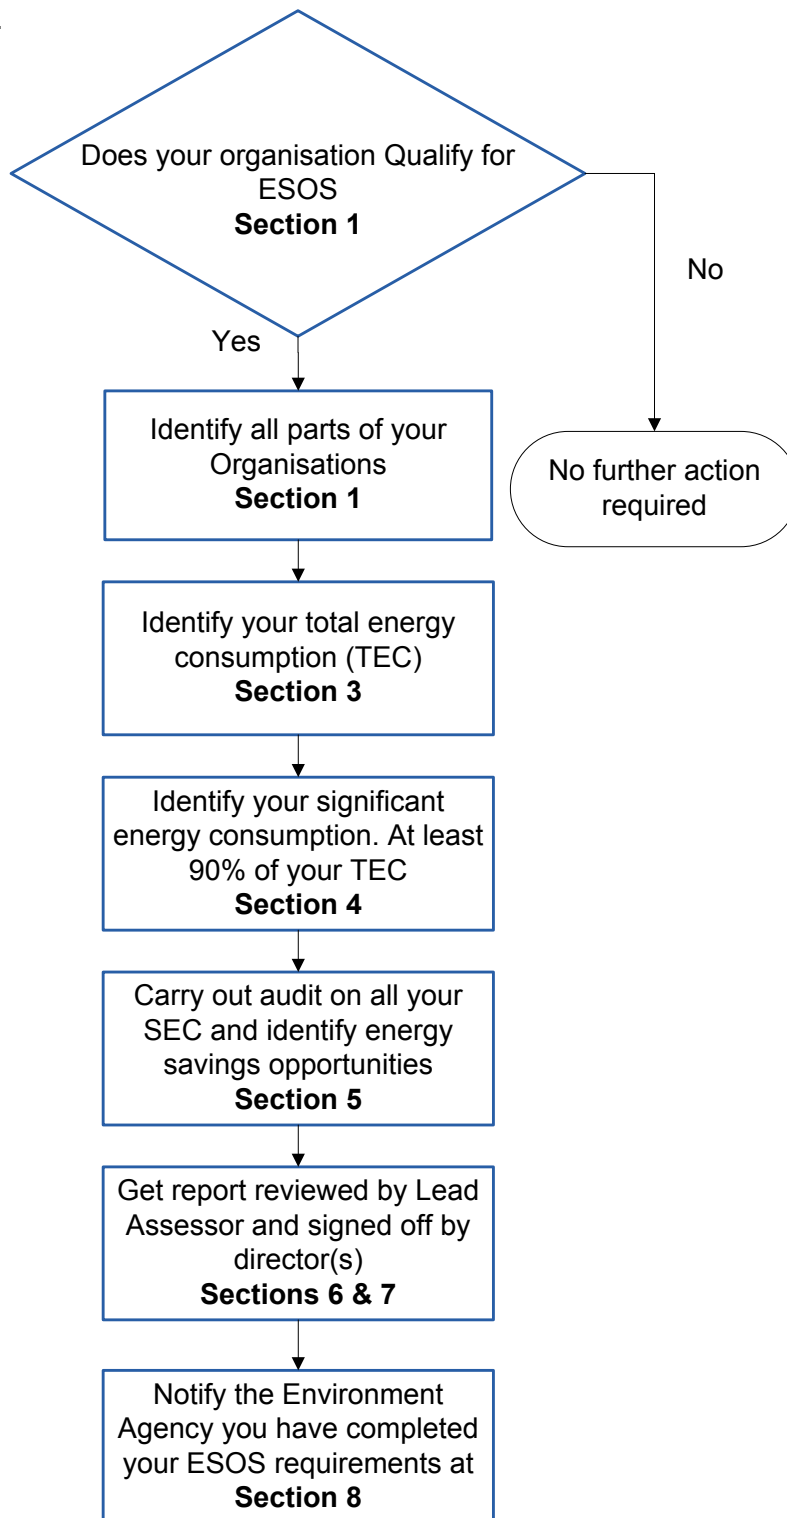 Does your organisation Qualify for
ESOS
Section 1
No
Yes
Identify all parts of your
Organisations
Section 1
No further action
required
Identify your total energy
consumption (TEC)
Section 3
Identify your significant
energy consumption. At least
90% of your TEC
Section 4
Carry out audit on all your
SEC and identify energy
savings opportunities
Section 5
Get report reviewed by Lead
Assessor and signed off by
director(s)
Sections 6 & 7
Notify the Environment
Agency you have completed
your ESOS requirements at
Section 8